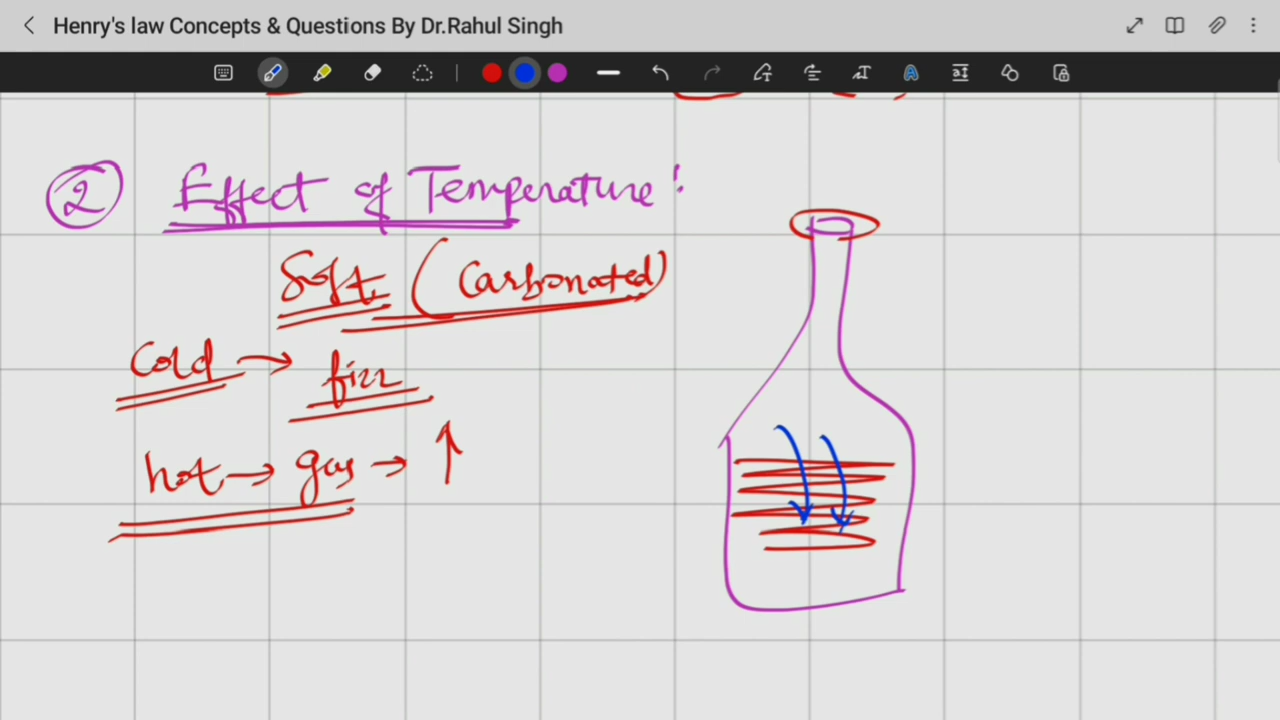 Henry's law Concepts & Questions By Dr.Rahul Singh
② Effect of Temperature:
Soft (Carbonated)
Cold → fizz
hot → gas → ↑